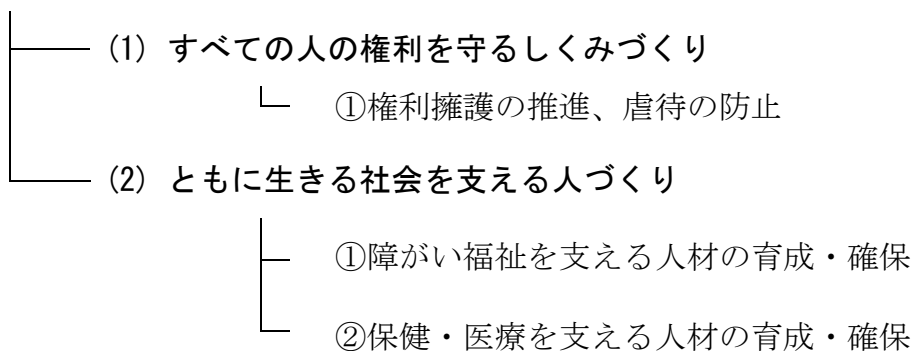 (1) すべての人の権利を守るしくみづくり
①権利擁護の推進、虐待の防止
(2) ともに生きる社会を支える人づくり
①障がい福祉を支える人材の育成・確保
②保健・医療を支える人材の育成・確保